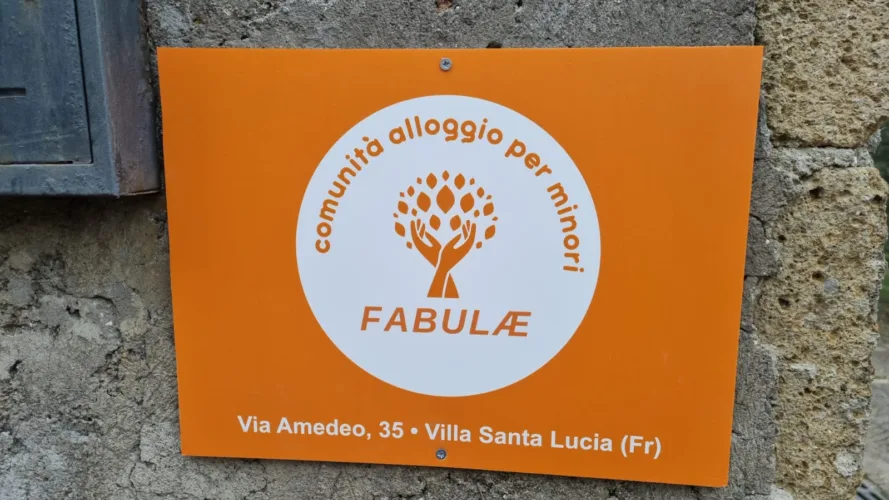 comunità alloggio per minori
FABULÆ
Via Amedeo, 35 • Villa Santa Lucia (Fr)